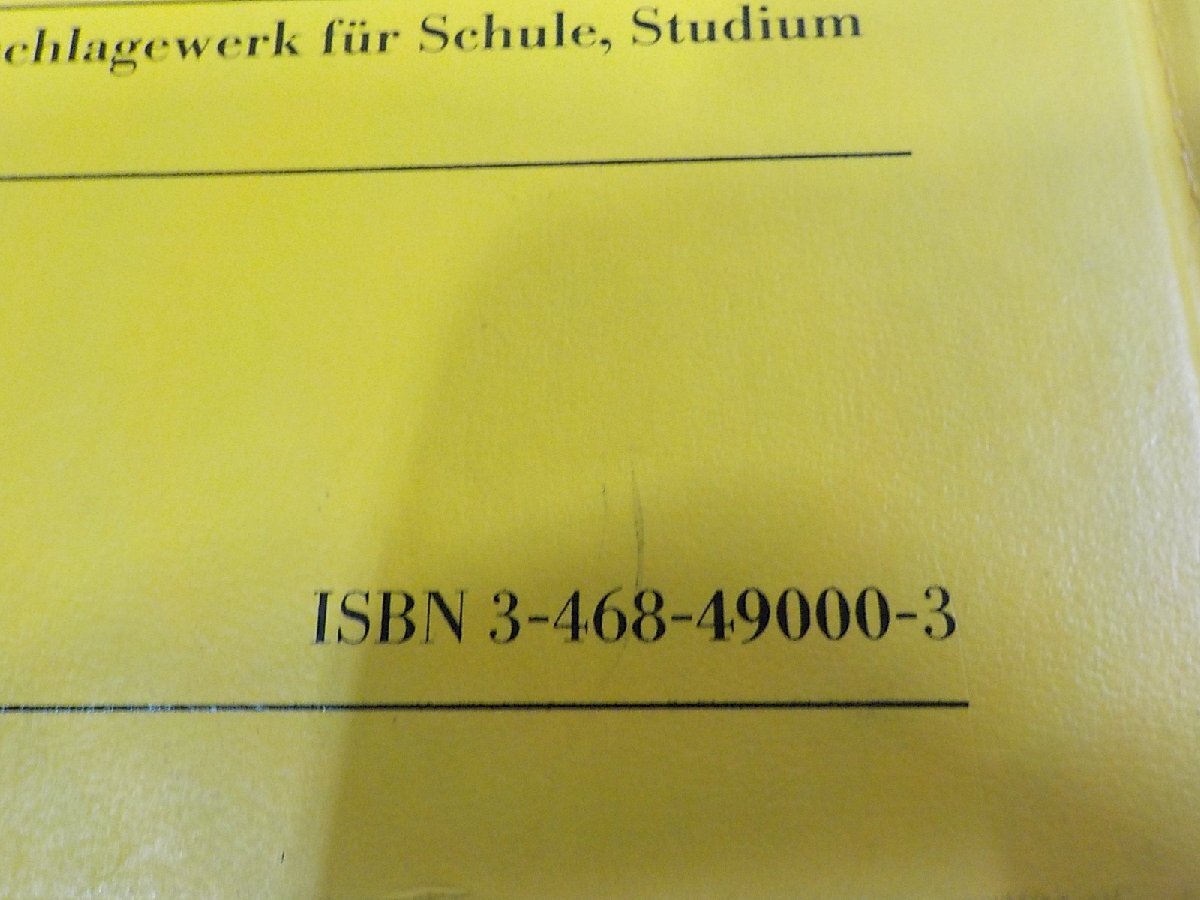 chlagewerk für Schule, Studium
ISBN 3-468-49000-3